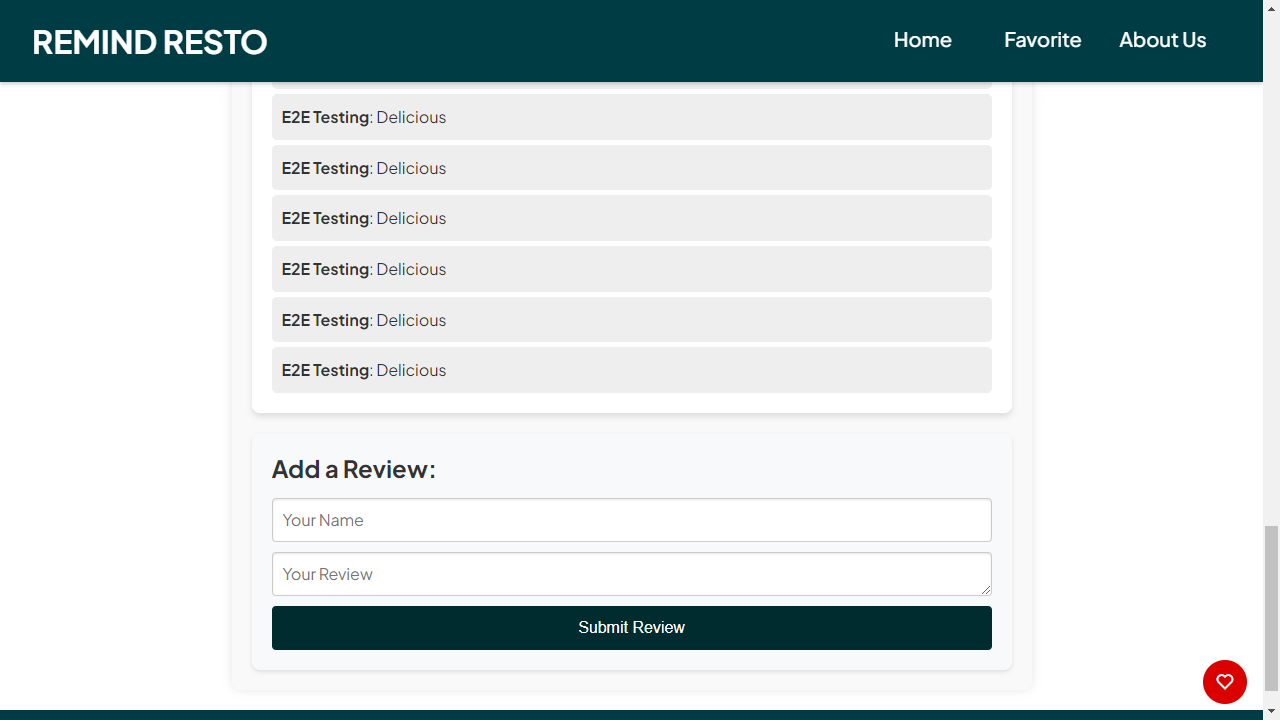 REMIND RESTO
Home Favorite About Us
E2E Testing: Delicious
E2E Testing: Delicious
E2E Testing: Delicious
E2E Testing: Delicious
E2E Testing: Delicious
E2E Testing: Delicious
Add a Review:
Your Name
Your Review
Submit Review